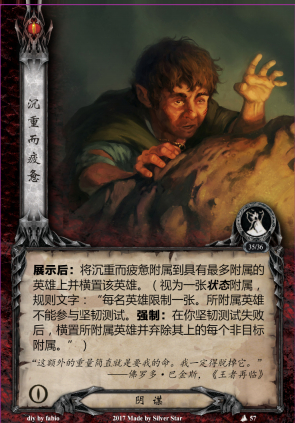 沉重而疲惫
35/36
展示后：将沉重而疲惫附属到具有最多附属的
英雄上并横置该英雄。（视为一张状态附属，
规则文字：“每名英雄限制一张。所附属英雄
不能参与坚韧测试。强制：在你坚韧测试失败
后，横置所附属英雄并弃除其上的每个非目标
附属。”）
“这额外的重量简直就是要我的命。我一定得脱掉它。”
——佛罗多·巴金斯，《王者再临》
阴谋
diy by fabio
2017 Made by Silver Star
57